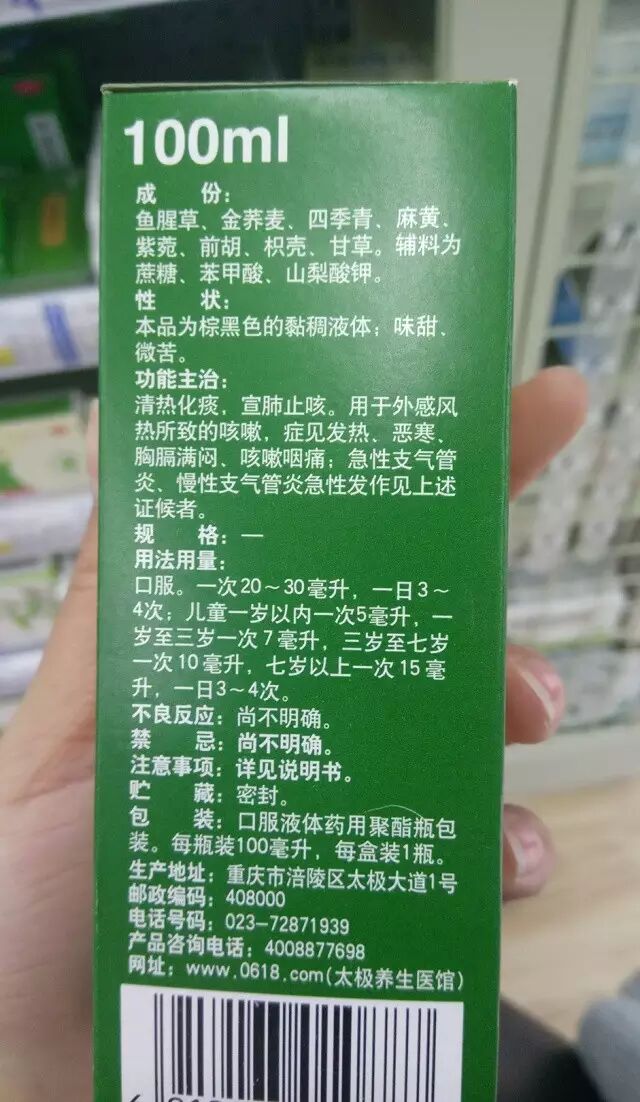 100ml
成 份：
鱼腥草、金荞麦、四季青、麻黄、
紫菀、前胡、枳壳、甘草。辅料为
蔗糖、苯甲酸、山梨酸钾。
性 状：
本品为棕黑色的黏稠液体；味甜、
微苦。
功能主治：
清热化痰，宣肺止咳。用于外感风
热所致的咳嗽，症见发热、恶寒、
胸膈满闷、咳嗽咽痛；急性支气管
炎、慢性支气管炎急性发作见上述
证候者。
规 格：—
用法用量：
口服。一次20～30毫升，一日3～
4次；儿童一岁以内一次5毫升，一
岁至三岁一次7毫升，三岁至七岁
一次10毫升，七岁以上一次15毫
升，一日3～4次。
不良反应：尚不明确。
禁 忌：尚不明确。
注意事项：详见说明书。
贮 藏：密封。
包 装：口服液体药用聚酯瓶包
装。每瓶装100毫升，每盒装1瓶。
生产地址：重庆市涪陵区太极大道1号
邮政编码：408000
电话号码：023-72871939
产品咨询电话：4008877698
网址：www.0618.com(太极养生医馆)